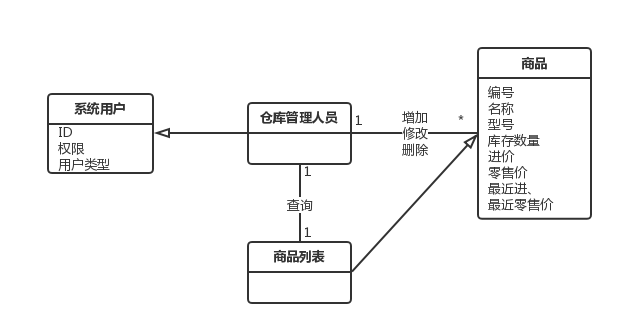 系统用户
ID
权限
用户类型
仓库管理人员
1
增加
修改
删除
*
商品
编号
名称
型号
库存数量
进价
零售价
最近进、
最近零售价
1
查询
1
商品列表